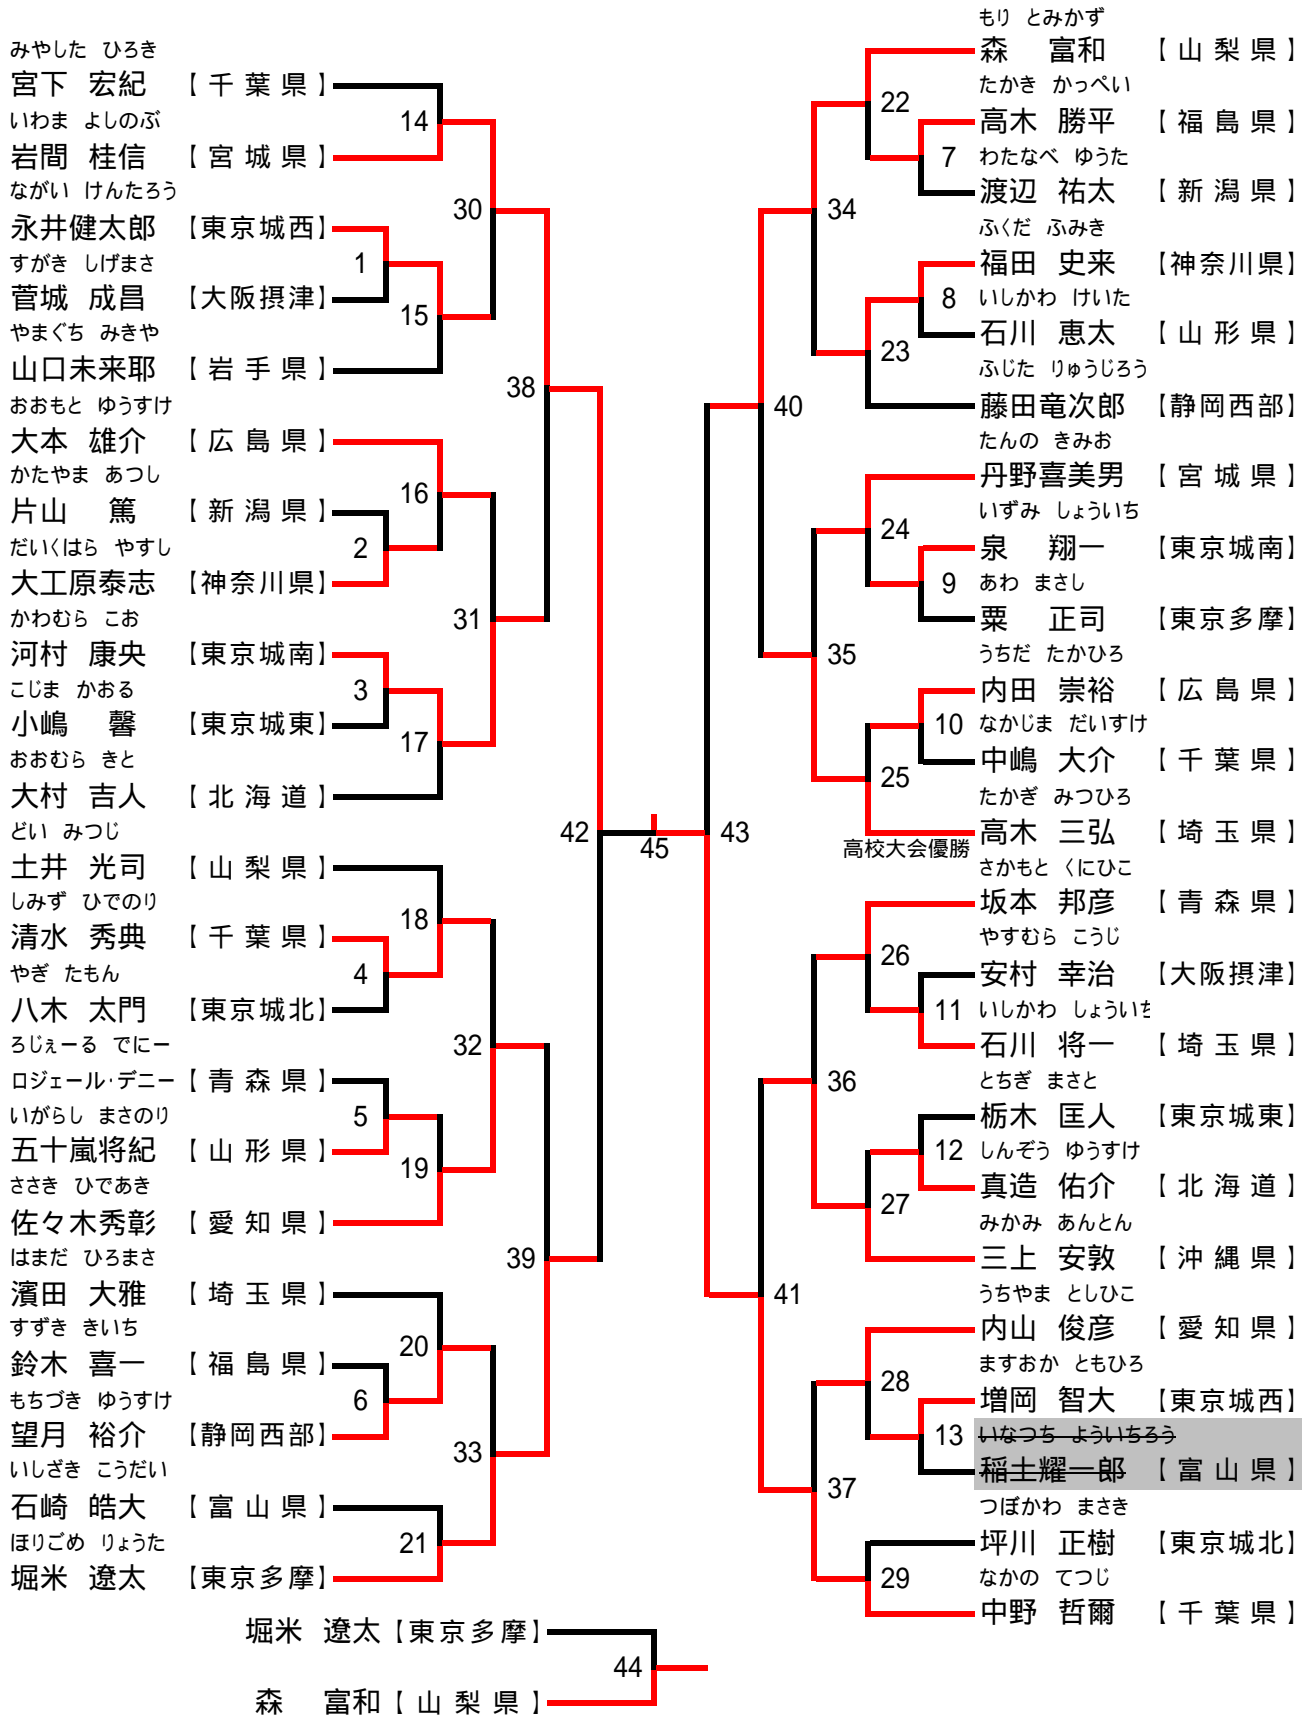 みやした ひろき
宮下 宏紀 【 千 葉 県 】
いわま よしのぶ
14
岩間 桂信 【 宮 城 県 】
ながい けんたろう
30
永井健太郎 【東京城西】
すがき しげまさ
1
菅城 成昌 【大阪摂津】
15
やまぐち みきや
山口未来耶 【 岩 手 県 】
38
おおもと ゆうすけ
大本 雄介 【 広 島 県 】
かたやま あつし
16
片山 篤 【 新 潟 県 】
だいくはら やすし
2
大工原泰志 【神奈川県】
かわむら こお
31
河村 康央 【東京城南】
こじま かおる
3
小嶋 馨 【東京城東】
17
おおむら きと
大村 吉人 【 北 海 道 】
どい みつじ
42
土井 光司 【 山 梨 県 】
しみず ひでのり
18
清水 秀典 【 千 葉 県 】
やぎ たもん
4
八木 太門 【東京城北】
ろじぇーる でにー
32
ロジェール・デニー 【 青 森 県 】
いがらし まさのり
5
五十嵐将紀 【 山 形 県 】
19
ささき ひであき
佐々木秀彰 【 愛 知 県 】
はまだ ひろまさ
39
濱田 大雅 【 埼 玉 県 】
すずき きいち
20
鈴木 喜一 【 福 島 県 】
もちづき ゆうすけ
6
望月 裕介 【静岡西部】
33
いしざき こうだい
石崎 皓大 【 富 山 県 】
ほりごめ りょうた
21
堀米 遼太 【東京多摩】
45
もり とみかず
森 富和 【 山 梨 県 】
たかき かっぺい
22
高木 勝平 【 福 島 県 】
7
わたなべ ゆうた
渡辺 祐太 【 新 潟 県 】
34
ふくだ ふみき
福田 史来 【神奈川県】
8
いしかわ けいた
石川 恵太 【 山 形 県 】
23
ふじた りゅうじろう
藤田竜次郎 【静岡西部】
40
たんの きみお
丹野喜美男 【 宮 城 県 】
いずみ しょういち
24
泉 翔一 【東京城南】
9
あわ まさし
粟 正司 【東京多摩】
35
うちだ たかひろ
内田 崇裕 【 広 島 県 】
10
なかじま だいすけ
中嶋 大介 【 千 葉 県 】
25
たかぎ みつひろ
高木 三弘 【 埼 玉 県 】
43
高校大会優勝
さかもと くにひこ
坂本 邦彦 【 青 森 県 】
やすむら こうじ
26
安村 幸治 【大阪摂津】
11
いしかわ しょういち
石川 将一 【 埼 玉 県 】
36
とちぎ まさと
栃木 匡人 【東京城東】
12
しんぞう ゆうすけ
真造 佑介 【 北 海 道 】
27
みかみ あんとん
三上 安敦 【 沖 縄 県 】
41
うちやま としひこ
内山 俊彦 【 愛 知 県 】
ますおか ともひろ
28
増岡 智大 【東京城西】
13
いなつち よういちろう
稲土耀一郎 【 富 山 県 】
37
つぼかわ まさき
坪川 正樹 【東京城北】
29
なかの てつじ
中野 哲爾 【 千 葉 県 】
堀米 遼太【東京多摩】
44
森 富和【 山 梨 県 】